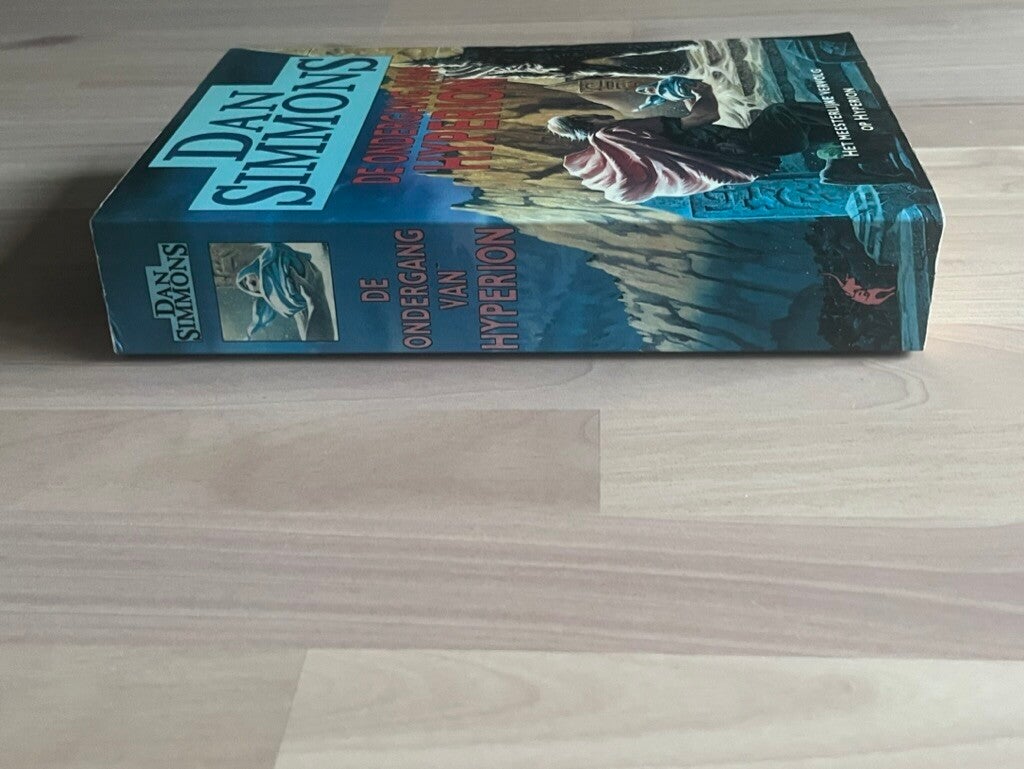 DAN
SIMMONS
DE ONDERGANG VAN
HYPERION
HET MEESTERLIJKE VERVOLG
OP HYPERION
DAN
SIMMONS
DE
ONDERGANG
VAN
HYPERION